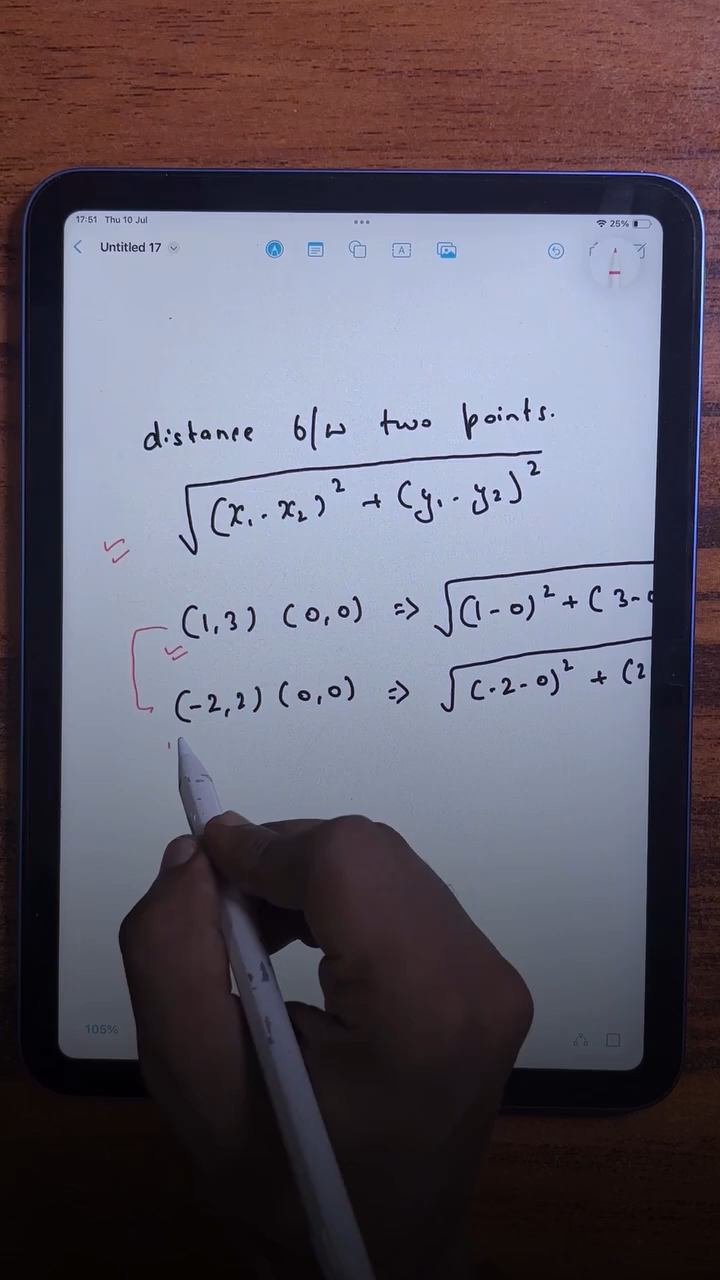 17:51 Thu 10 Jul
25%
Untitled 17
A
distance b/w two points.
√(x₁ - x₂)² + (y₁ - y₂)²
(1,3) (0,0) => √(1-0)² + (3-0
(-2,2) (0,0) => √(-2-0)² + (2
105%